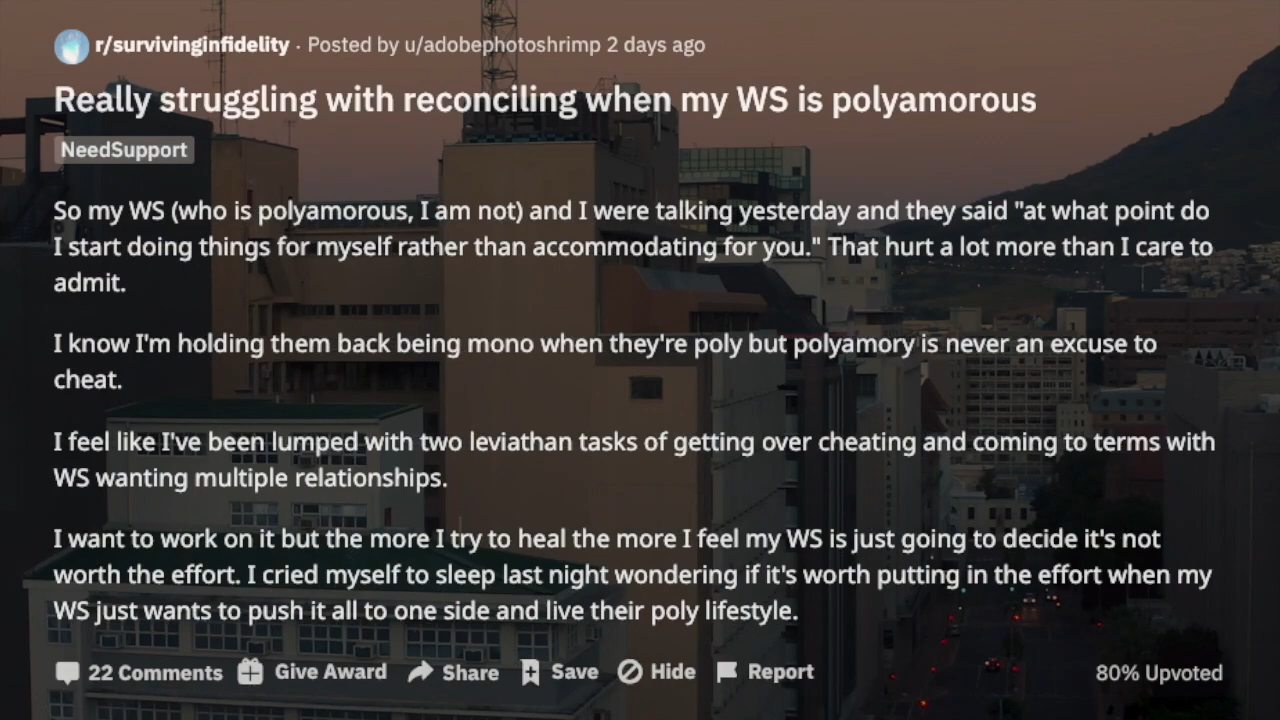 r/survivinginfidelity · Posted by u/adobephotoshrimp 2 days ago
Really struggling with reconciling when my WS is polyamorous
NeedSupport
So my WS (who is polyamorous, I am not) and I were talking yesterday and they said "at what point do
I start doing things for myself rather than accommodating for you." That hurt a lot more than I care to
admit.
I know I'm holding them back being mono when they're poly but polyamory is never an excuse to
cheat.
I feel like I've been lumped with two leviathan tasks of getting over cheating and coming to terms with
WS wanting multiple relationships.
I want to work on it but the more I try to heal the more I feel my WS is just going to decide it's not
worth the effort. I cried myself to sleep last night wondering if it's worth putting in the effort when my
WS just wants to push it all to one side and live their poly lifestyle.
22 Comments Give Award Share Save Hide Report 80% Upvoted